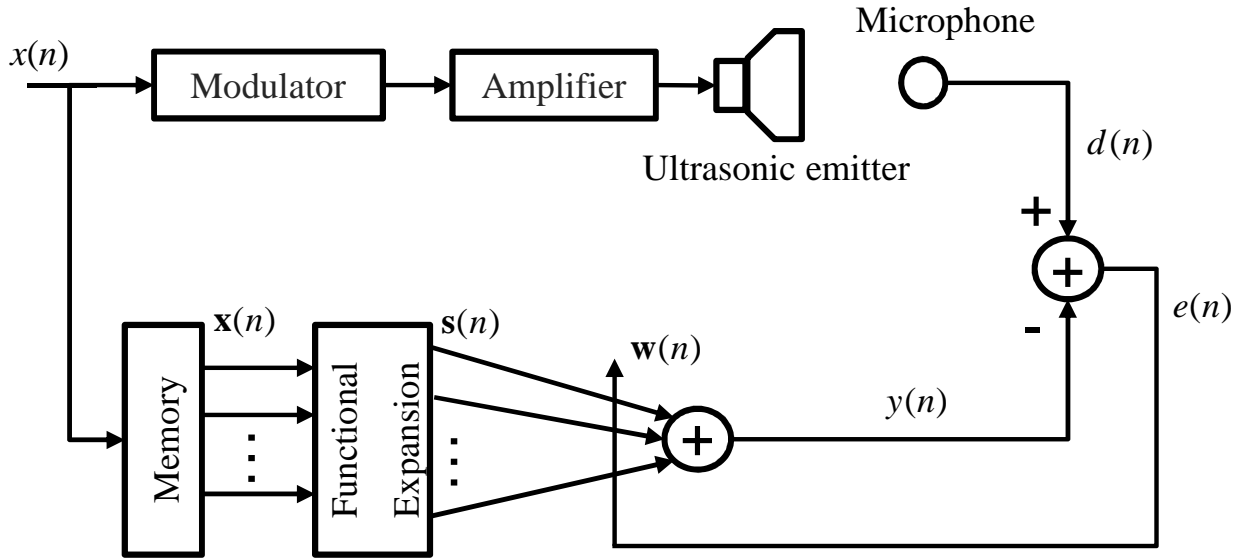 Microphone
x(n)
Modulator
Amplifier
Ultrasonic emitter
d(n)
+
+
-
e(n)
x(n)
s(n)
w(n)
y(n)
+
Memory
...
Functional
Expansion
...